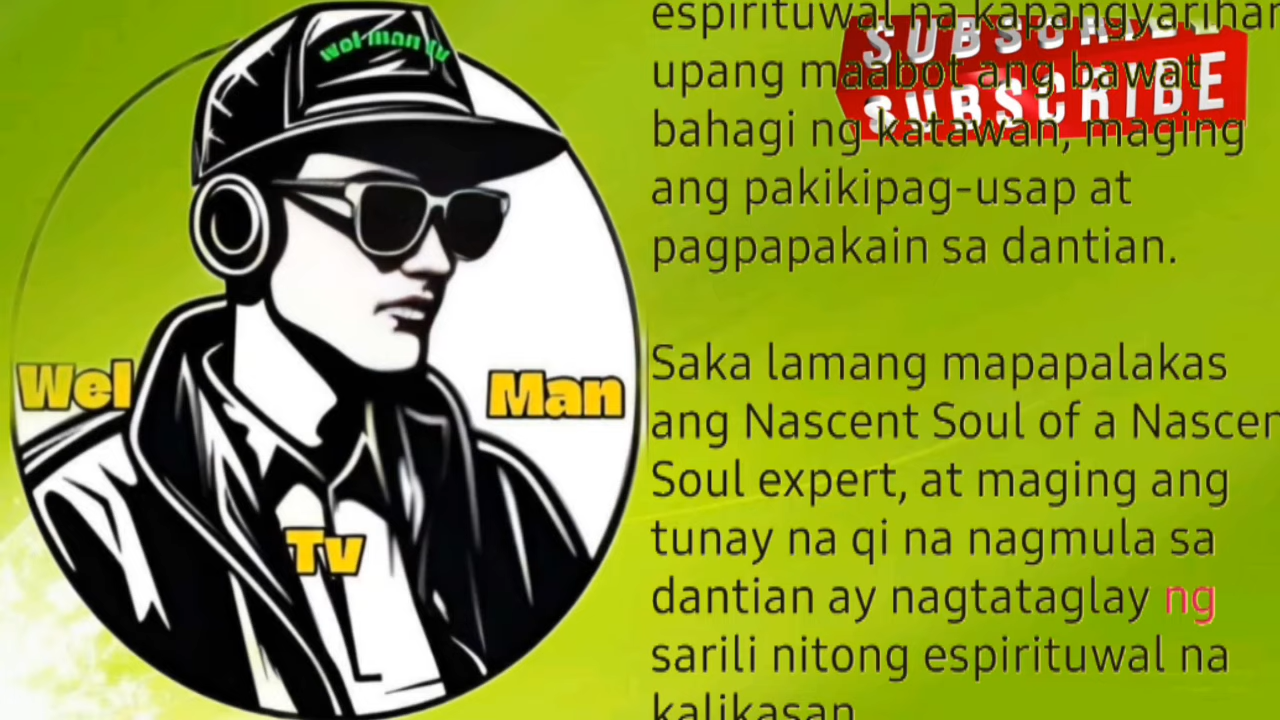 wel man tv
Wel
Man
Tv
SUBSCRIBE
SUBSCRIBE
espirituwal na kapangyarihan
upang maabot ang bawat
bahagi ng katawan, maging
ang pakikipag-usap at
pagpapakain sa dantian.
Saka lamang mapapalakas
ang Nascent Soul of a Nascen
Soul expert, at maging ang
tunay na qi na nagmula sa
dantian ay nagtataglay ng
sarili nitong espirituwal na
kalikasan